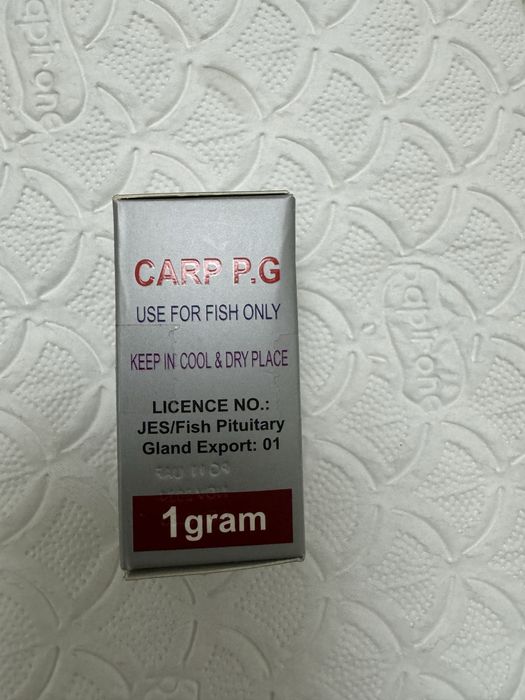 CARP P.G
USE FOR FISH ONLY
KEEP IN COOL & DRY PLACE
LICENCE NO.:
JES/Fish Pituitary
Gland Export: 01
1gram